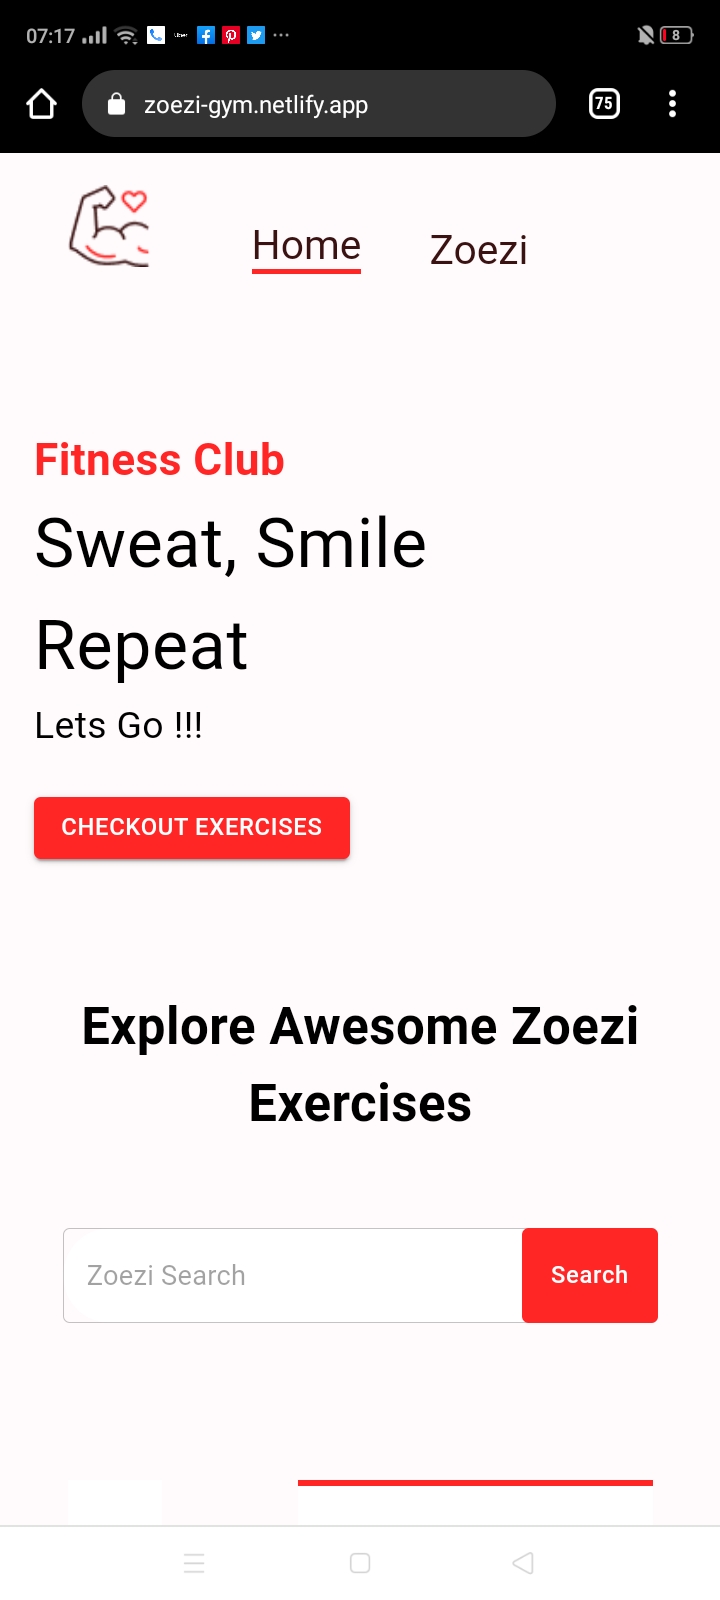 07:17
Uber
8
zoezi-gym.netlify.app
75
Home
Zoezi
Fitness Club
Sweat, Smile
Repeat
Lets Go !!!
CHECKOUT EXERCISES
Explore Awesome Zoezi
Exercises
Zoezi Search
Search